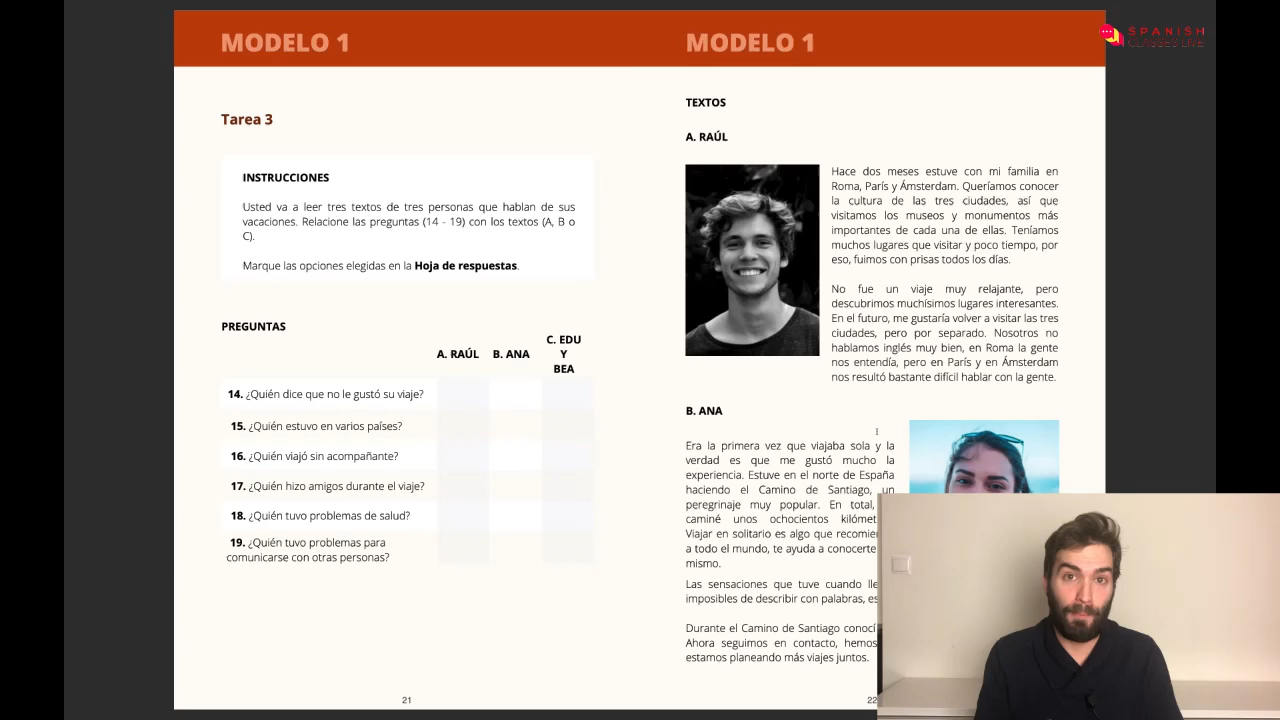 MODELO 1
Tarea 3
INSTRUCCIONES
Usted va a leer tres textos de tres personas que hablan de sus
vacaciones. Relacione las preguntas (14 - 19) con los textos (A, B o
C).
Marque las opciones elegidas en la Hoja de respuestas.
PREGUNTAS
A. RAÚL B. ANA C. EDU
Y
BEA
14. ¿Quién dice que no le gustó su viaje?
15. ¿Quién estuvo en varios países?
16. ¿Quién viajó sin acompañante?
17. ¿Quién hizo amigos durante el viaje?
18. ¿Quién tuvo problemas de salud?
19. ¿Quién tuvo problemas para
comunicarse con otras personas?
21
MODELO 1
SPANISH
CLASSES LIVE
TEXTOS
A. RAÚL
Hace dos meses estuve con mi familia en
Roma, París y Ámsterdam. Queríamos conocer
la cultura de las tres ciudades, así que
visitamos los museos y monumentos más
importantes de cada una de ellas. Teníamos
muchos lugares que visitar y poco tiempo, por
eso, fuimos con prisas todos los días.
No fue un viaje muy relajante, pero
descubrimos muchísimos lugares interesantes.
En el futuro, me gustaría volver a visitar las tres
ciudades, pero por separado. Nosotros no
hablamos inglés muy bien, en Roma la gente
nos entendía, pero en París y en Ámsterdam
nos resultó bastante difícil hablar con la gente.
B. ANA
Era la primera vez que viajaba sola y la
verdad es que me gustó mucho la
experiencia. Estuve en el norte de España
haciendo el Camino de Santiago, un
peregrinaje muy popular. En total,
caminé unos ochocientos kilómet
Viajar en solitario es algo que recomie
a todo el mundo, te ayuda a conocerte
mismo.
Las sensaciones que tuve cuando lle
imposibles de describir con palabras, es
Durante el Camino de Santiago conocí
Ahora seguimos en contacto, hemos
estamos planeando más viajes juntos.
22